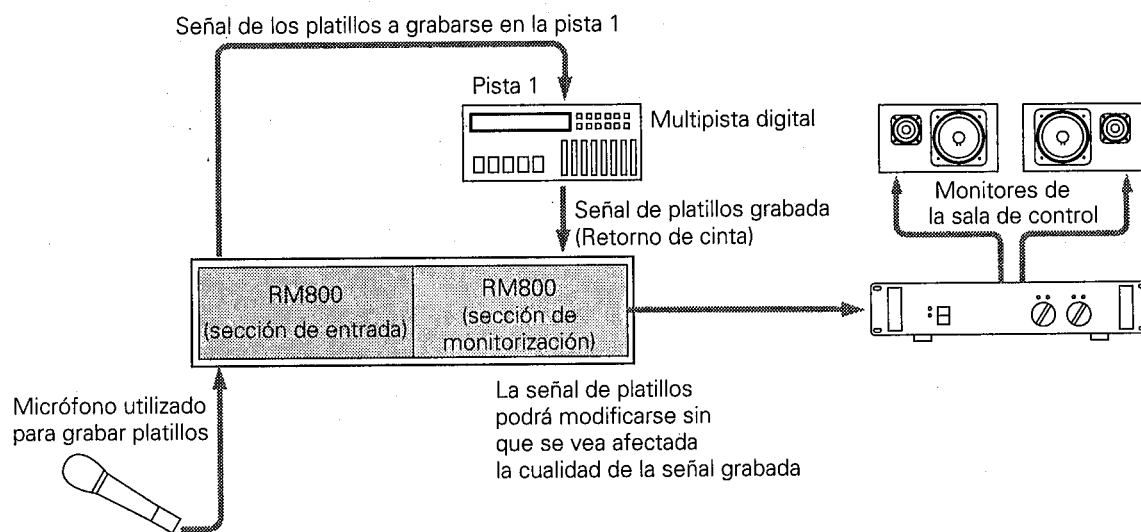 Señal de los platillos a grabarse en la pista 1
Pista 1
Multipista digital
Señal de platillos grabada
(Retorno de cinta)
Monitores de
la sala de control
RM800
(sección de entrada)
RM800
(sección de
monitorización)
La señal de platillos
podrá modificarse sin
que se vea afectada
la cualidad de la señal grabada
Micrófono utilizado
para grabar platillos